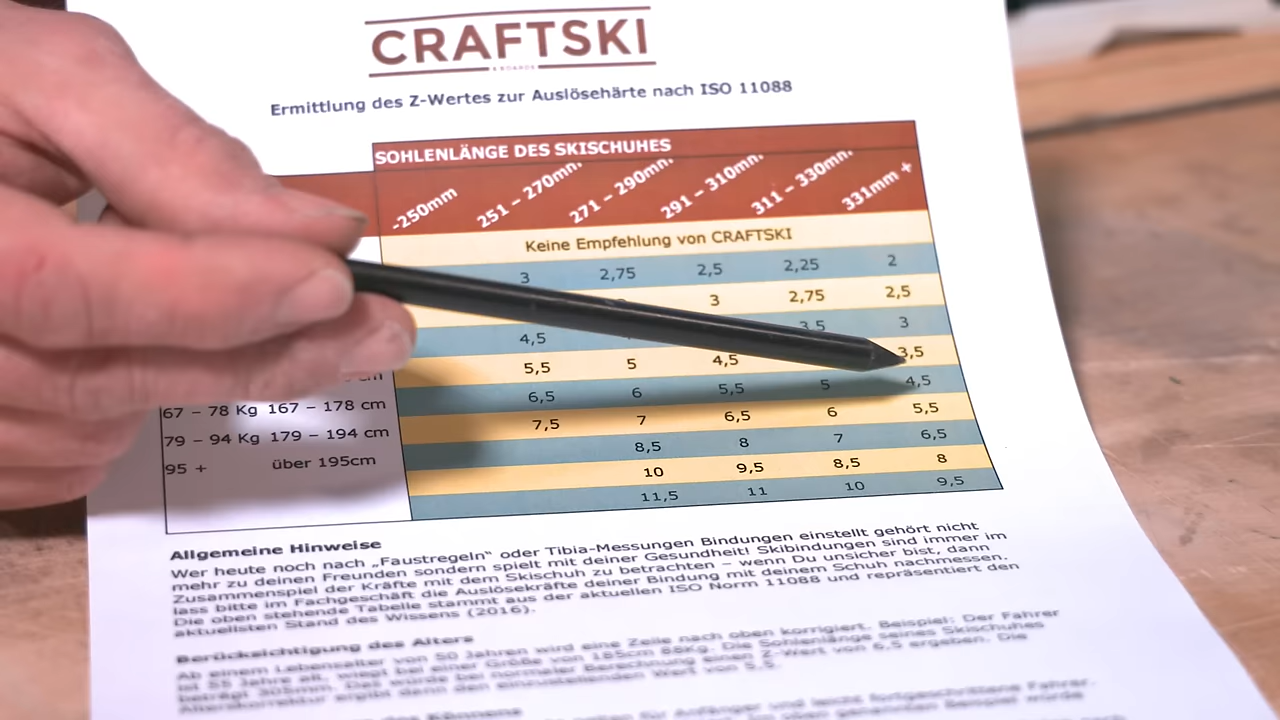 CRAFTSKI
& BOARDS
Ermittlung des Z-Wertes zur Auslösehärte nach ISO 11088
SOHLENLÄNGE DES SKISCHUHES
-250mm 251 – 270mm 271 – 290mm 291 – 310mm 311 – 330mm 331mm +
Keine Empfehlung von CRAFTSKI
3 2,75 2,5 2,25 2
3 2,75 2,5
4,5 3,5 3
5,5 5 4,5 3,5
cm 6,5 6 5,5 5 4,5
67 – 78 Kg 167 – 178 cm 7,5 7 6,5 6 5,5
79 – 94 Kg 179 – 194 cm 8,5 8 7 6,5
95 + über 195cm 10 9,5 8,5 8
11,5 11 10 9,5
Allgemeine Hinweise
Wer heute noch nach „Faustregeln“ oder Tibia-Messungen Bindungen einstellt gehört nicht
mehr zu deinen Freunden sondern spielt mit deiner Gesundheit! Skibindungen sind immer im
Zusammenspiel der Kräfte mit dem Skischuh zu betrachten – wenn Du unsicher bist, dann
lass bitte im Fachgeschäft die Auslösekräfte deiner Bindung mit deinem Schuh nachmessen.
Die oben stehende Tabelle stammt aus der aktuellen ISO Norm 11088 und repräsentiert den
aktuellsten Stand des Wissens (2016).
Berücksichtigung des Alters
Ab einem Lebensalter von 50 Jahren wird eine Zeile nach oben korrigiert. Beispiel: Der Fahrer
ist 55 Jahre alt, wiegt bei einer Größe von 185cm 88Kg. Die Sohlenlänge seines Skischuhes
beträgt 305mm. Das würde bei normaler Berechnung einen Z-Wert von 6.5 ergeben. Die
Alterskorrektur ergibt dann den einzustellenden Wert von 5.5.
des Könnens